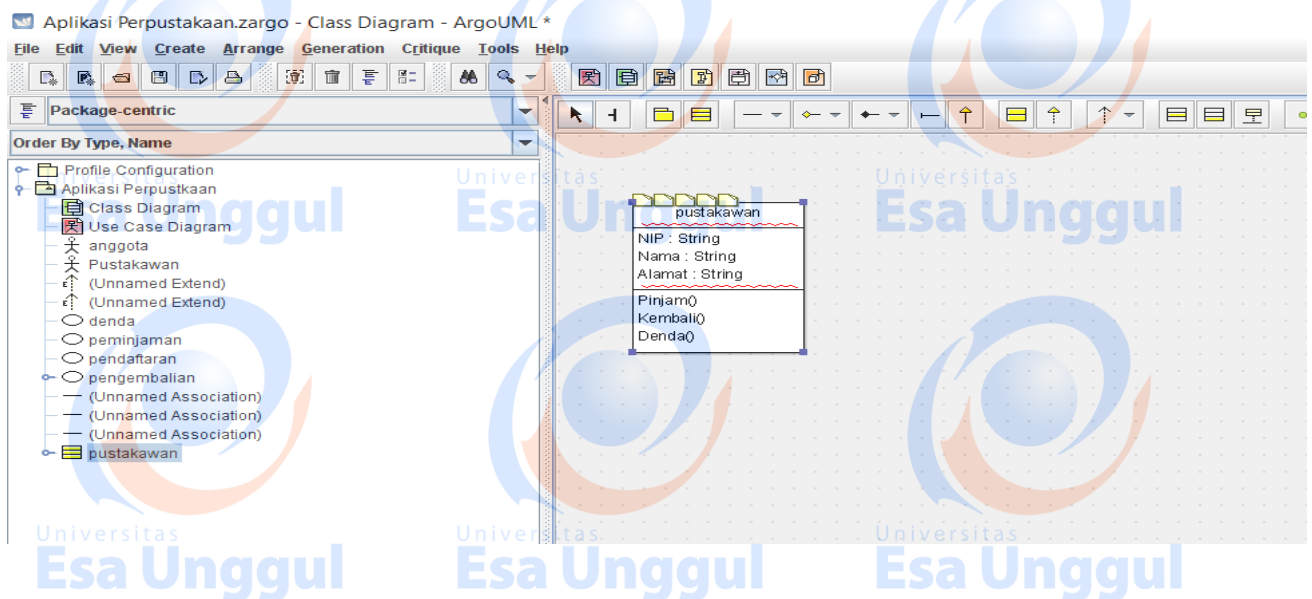 Aplikasi Perpustakaan.zargo - Class Diagram - ArgoUML *
File Edit View Create Arrange Generation Critique Tools Help
Package-centric
Order By Type, Name
Profile Configuration
Aplikasi Perpustkaan
Class Diagram
Use Case Diagram
anggota
Pustakawan
(Unnamed Extend)
(Unnamed Extend)
denda
peminjaman
pendaftaran
pengembalian
(Unnamed Association)
(Unnamed Association)
(Unnamed Association)
pustakawan
pustakawan
NIP : String
Nama : String
Alamat : String
Pinjam()
Kembali()
Denda()
Universitas
Esa Unggul
Universitas
Esa Unggul
Universitas
Esa Unggul
Universitas
Esa Unggul
Universitas
Esa Unggul
Universitas
Esa Unggul